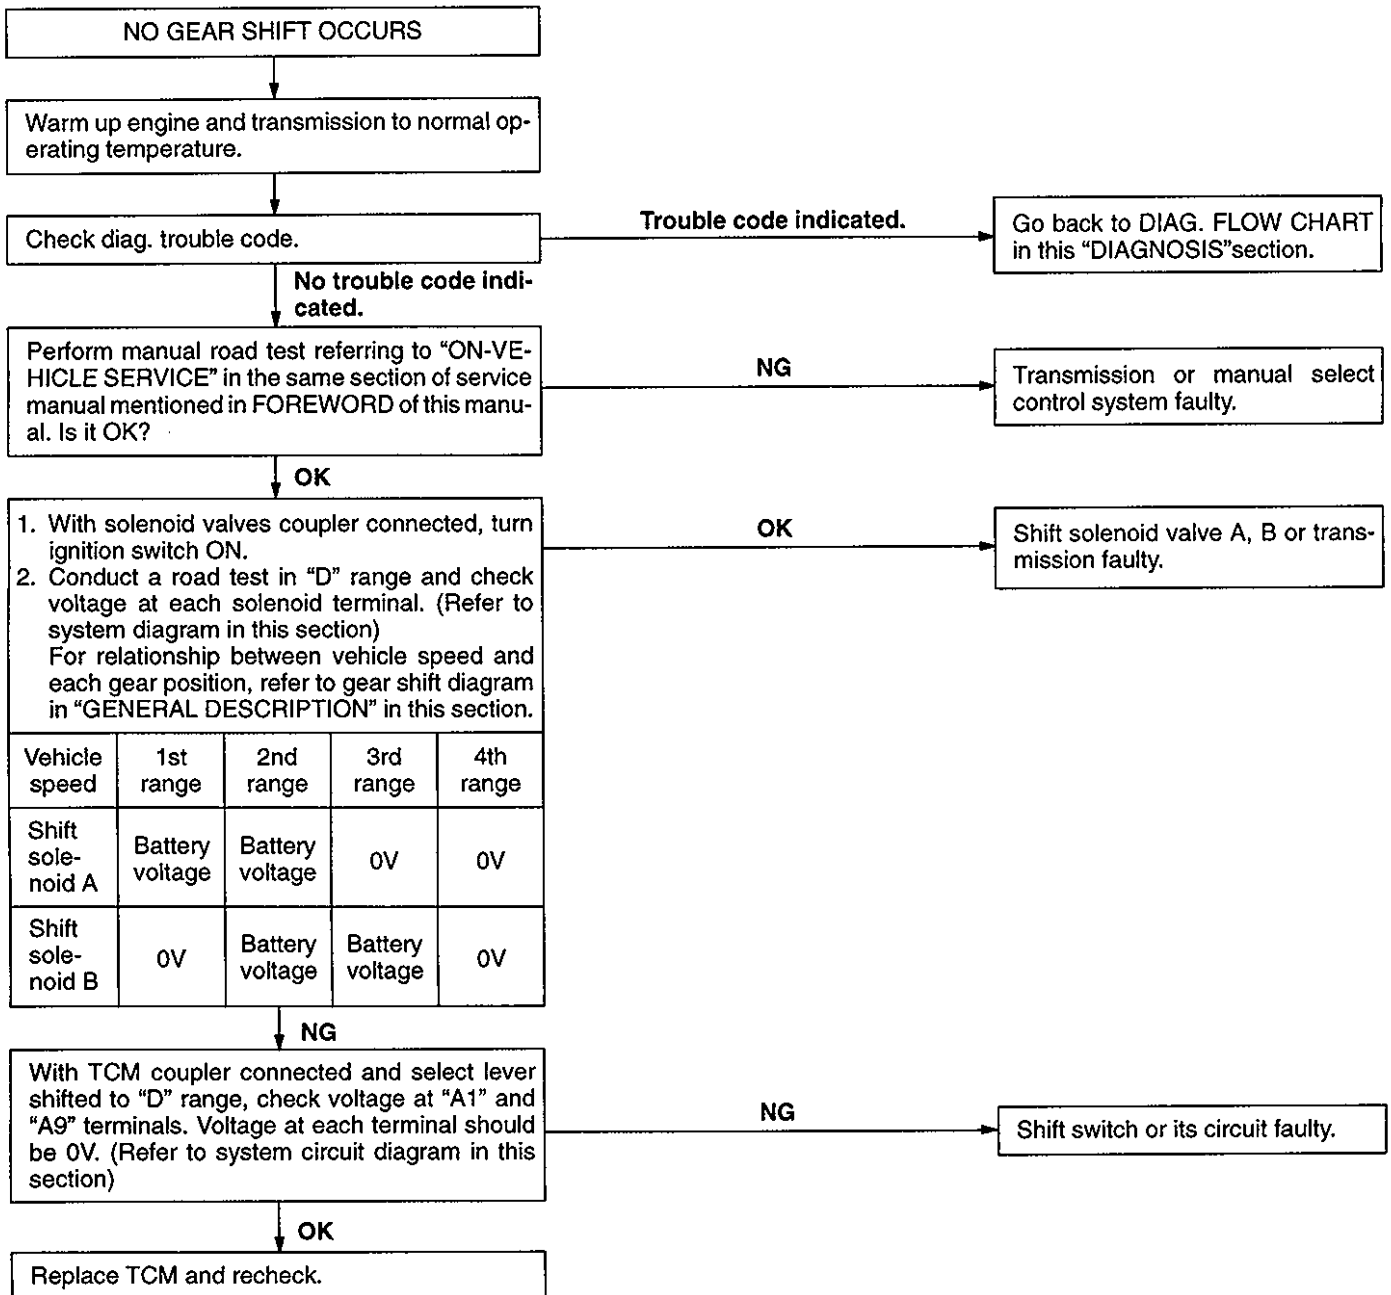 NO GEAR SHIFT OCCURS
Warm up engine and transmission to normal op-
erating temperature.
Check diag. trouble code.
Trouble code indicated.
Go back to DIAG. FLOW CHART
in this “DIAGNOSIS”section.
No trouble code indi-
cated.
Perform manual road test referring to “ON-VE-
HICLE SERVICE” in the same section of service
manual mentioned in FOREWORD of this manu-
al. Is it OK?
NG
Transmission or manual select
control system faulty.
OK
1. With solenoid valves coupler connected, turn
ignition switch ON.
2. Conduct a road test in “D” range and check
voltage at each solenoid terminal. (Refer to
system diagram in this section)
For relationship between vehicle speed and
each gear position, refer to gear shift diagram
in “GENERAL DESCRIPTION” in this section.
OK
Shift solenoid valve A, B or trans-
mission faulty.
Vehicle
speed
1st
range
2nd
range
3rd
range
4th
range
Shift
sole-
noid A
Battery
voltage
Battery
voltage
0V
0V
Shift
sole-
noid B
0V
Battery
voltage
Battery
voltage
0V
NG
With TCM coupler connected and select lever
shifted to “D” range, check voltage at “A1” and
“A9” terminals. Voltage at each terminal should
be 0V. (Refer to system circuit diagram in this
section)
NG
Shift switch or its circuit faulty.
OK
Replace TCM and recheck.